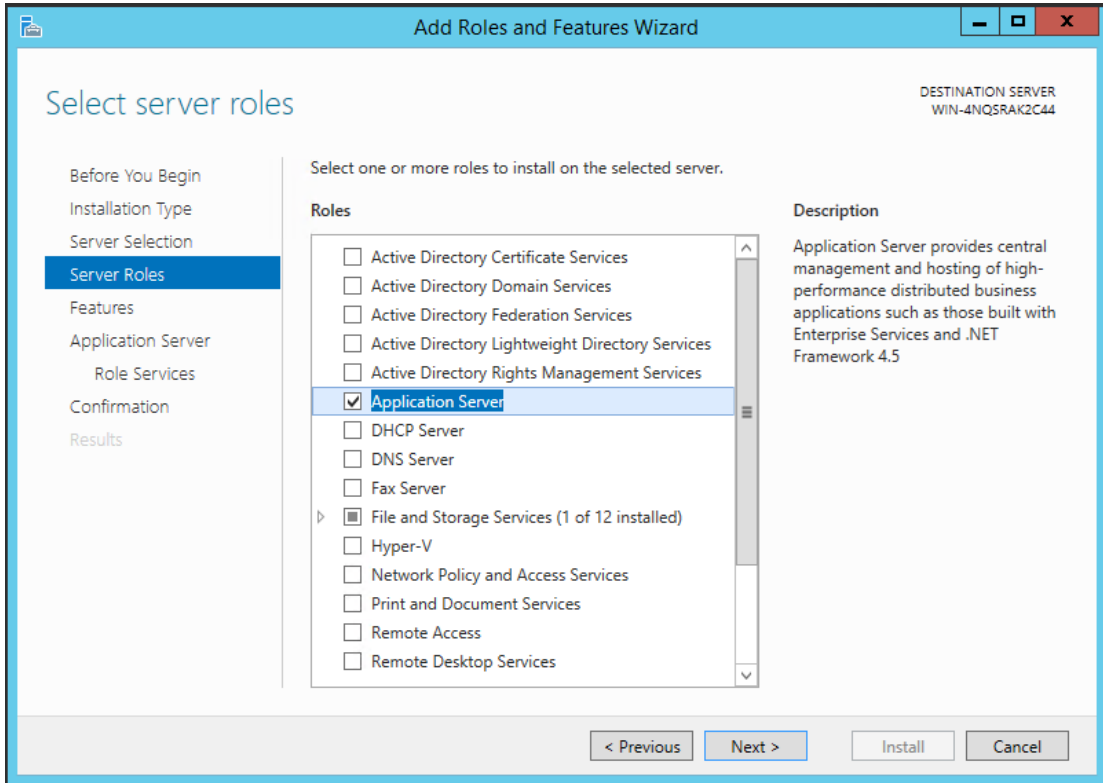 Add Roles and Features Wizard
Select server roles
DESTINATION SERVER
WIN-4NQSRAK2C44
Before You Begin
Installation Type
Server Selection
Server Roles
Features
Application Server
Role Services
Confirmation
Results
Select one or more roles to install on the selected server.
Roles
Active Directory Certificate Services
Active Directory Domain Services
Active Directory Federation Services
Active Directory Lightweight Directory Services
Active Directory Rights Management Services
Application Server
DHCP Server
DNS Server
Fax Server
File and Storage Services (1 of 12 installed)
Hyper-V
Network Policy and Access Services
Print and Document Services
Remote Access
Remote Desktop Services
Description
Application Server provides central
management and hosting of high-
performance distributed business
applications such as those built with
Enterprise Services and .NET
Framework 4.5
< Previous
Next >
Install
Cancel